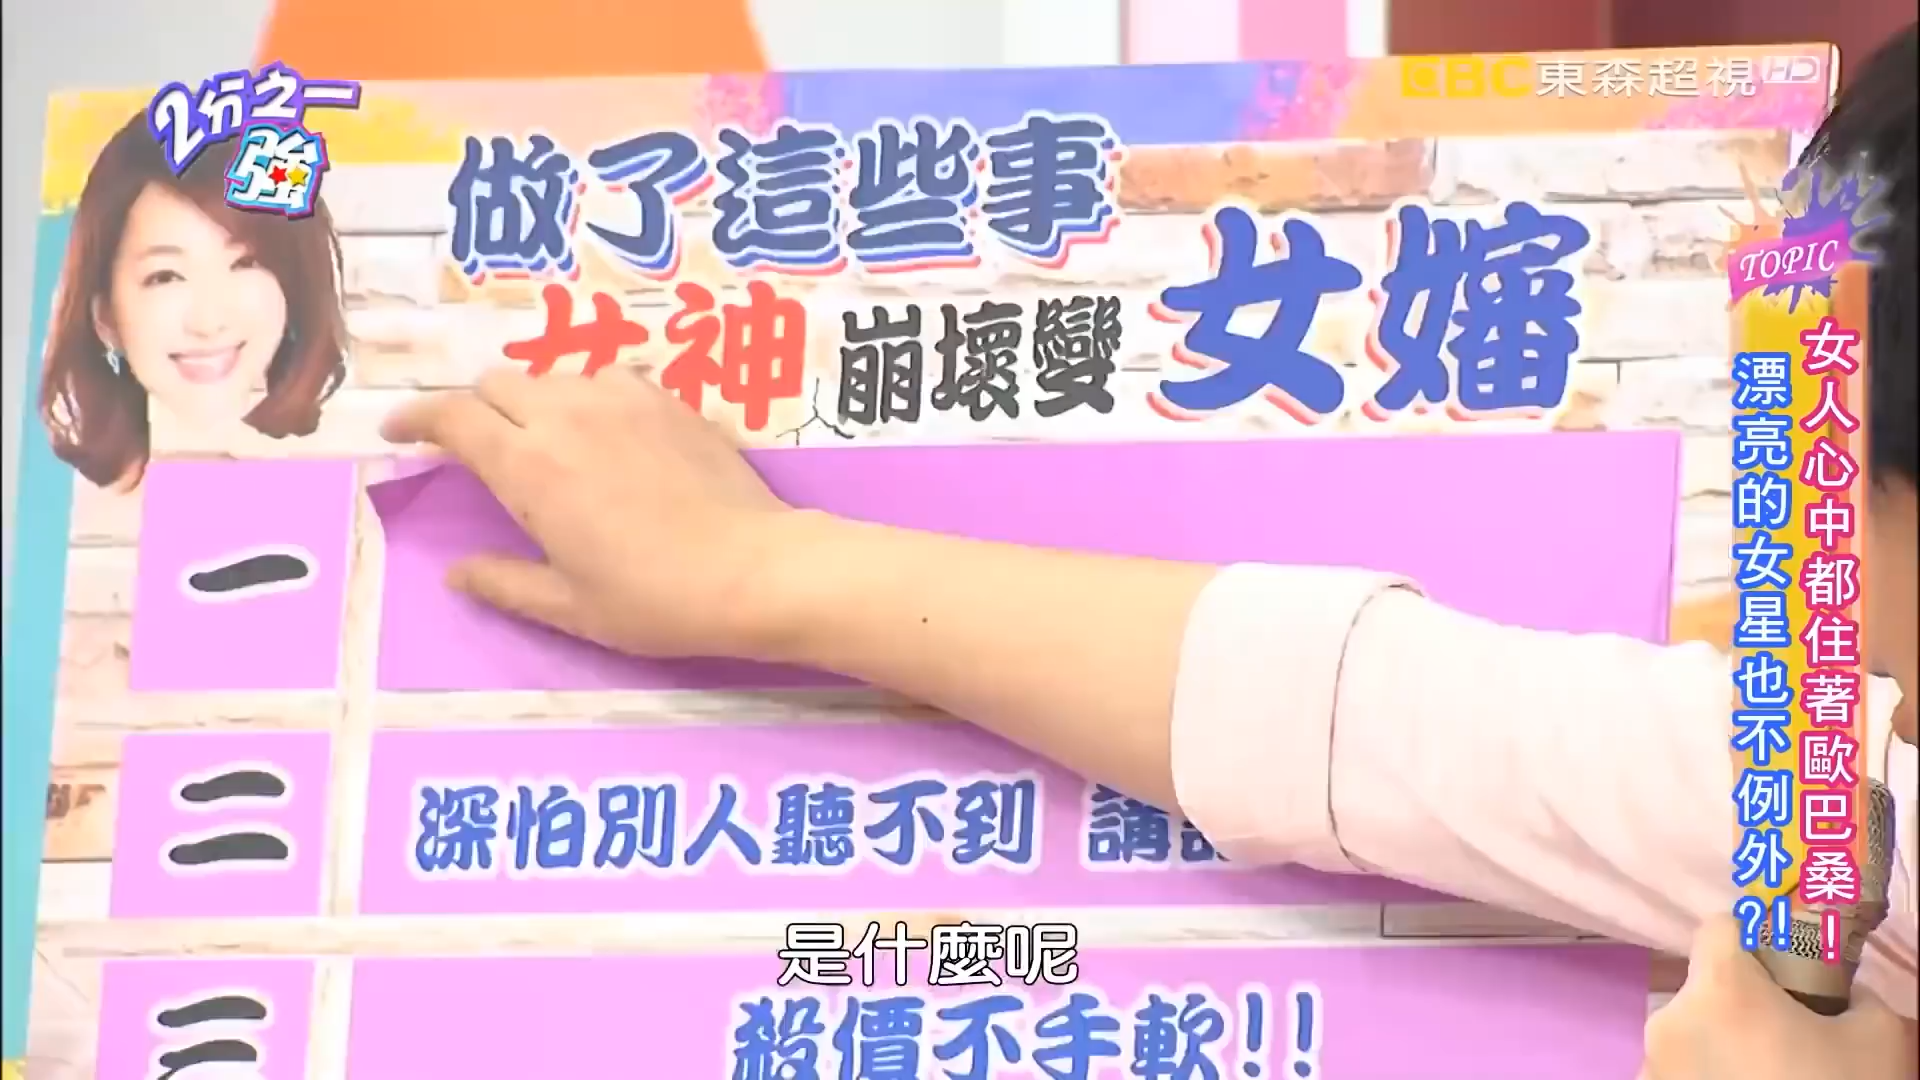 2分之一
強
EBC東森超視HD
做了這些事
女神崩壞變女嬸
TOPIC
女人心中都住著歐巴桑！
漂亮的女星也不例外?!
一
二
深怕別人聽不到 講
三
殺價不手軟!!
是什麼呢